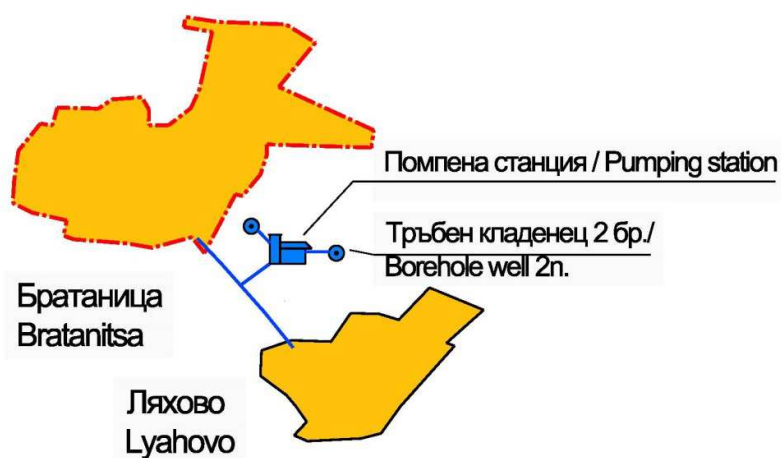 Помпена станция / Pumping station
Тръбен кладенец 2 бр./
Borehole well 2n.
Братаница
Bratanitsa
Ляхово
Lyahovo